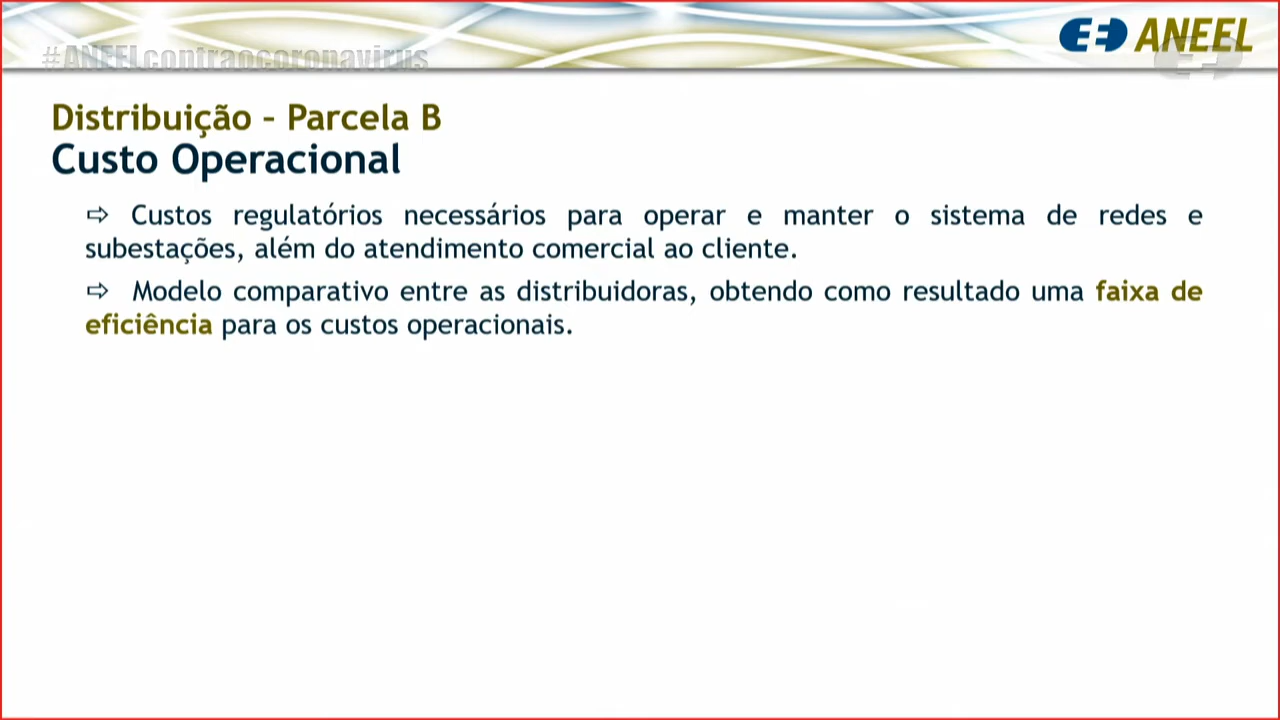 #ANEELcontraocoronavirus
ANEEL
Distribuição – Parcela B
Custo Operacional
⇨ Custos regulatórios necessários para operar e manter o sistema de redes e
subestações, além do atendimento comercial ao cliente.
⇨ Modelo comparativo entre as distribuidoras, obtendo como resultado uma faixa de
eficiência para os custos operacionais.